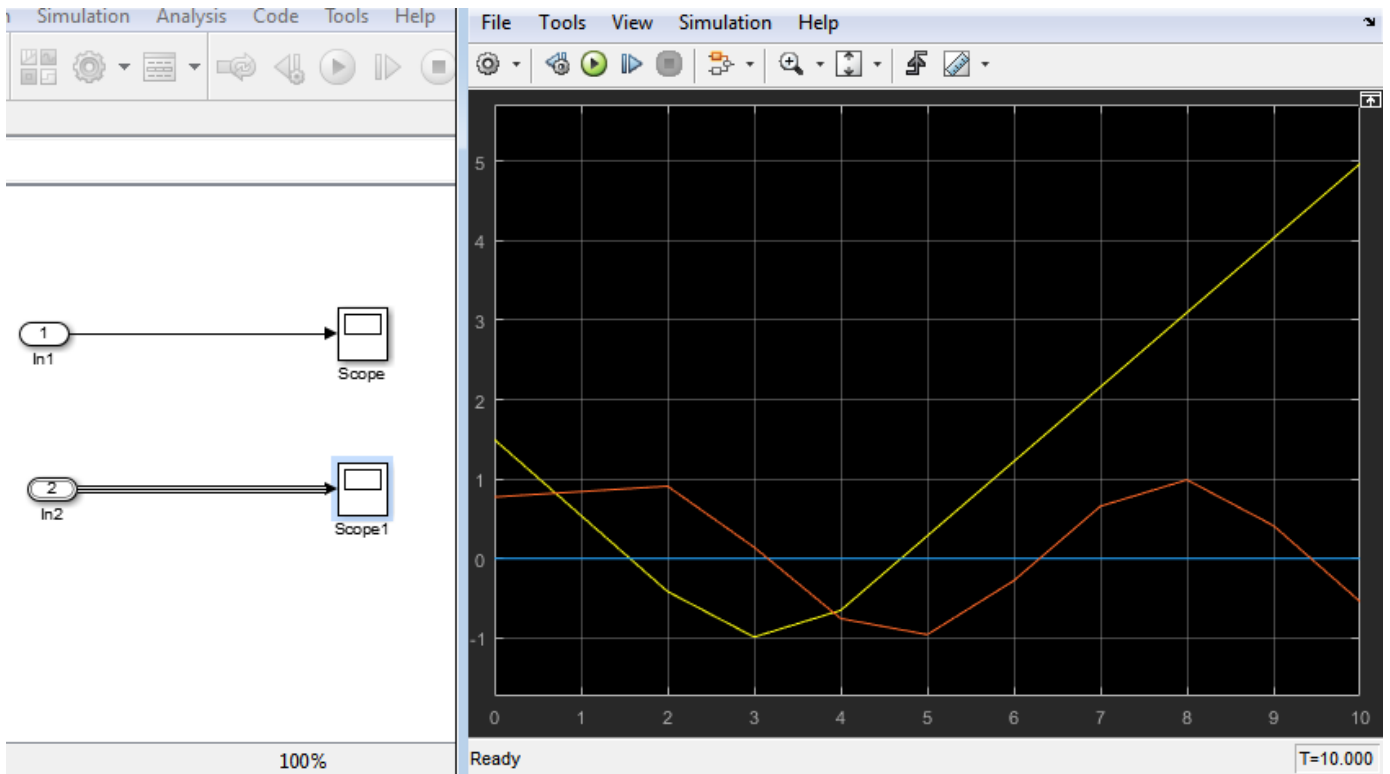 Simulation Analysis Code Tools Help
1
In1
Scope
2
In2
Scope1
100%
File Tools View Simulation Help
5
4
3
2
1
0
-1
0 1 2 3 4 5 6 7 8 9 10
Ready
T=10.000